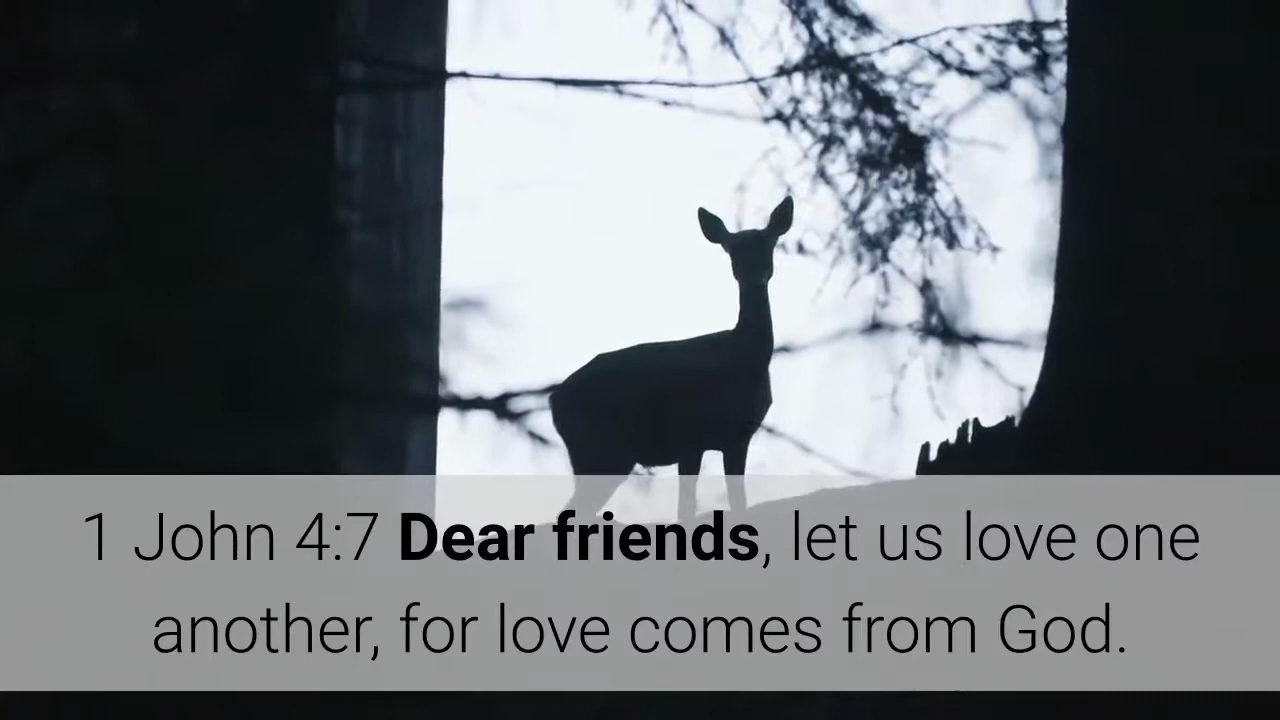 1 John 4:7 Dear friends, let us love one
another, for love comes from God.